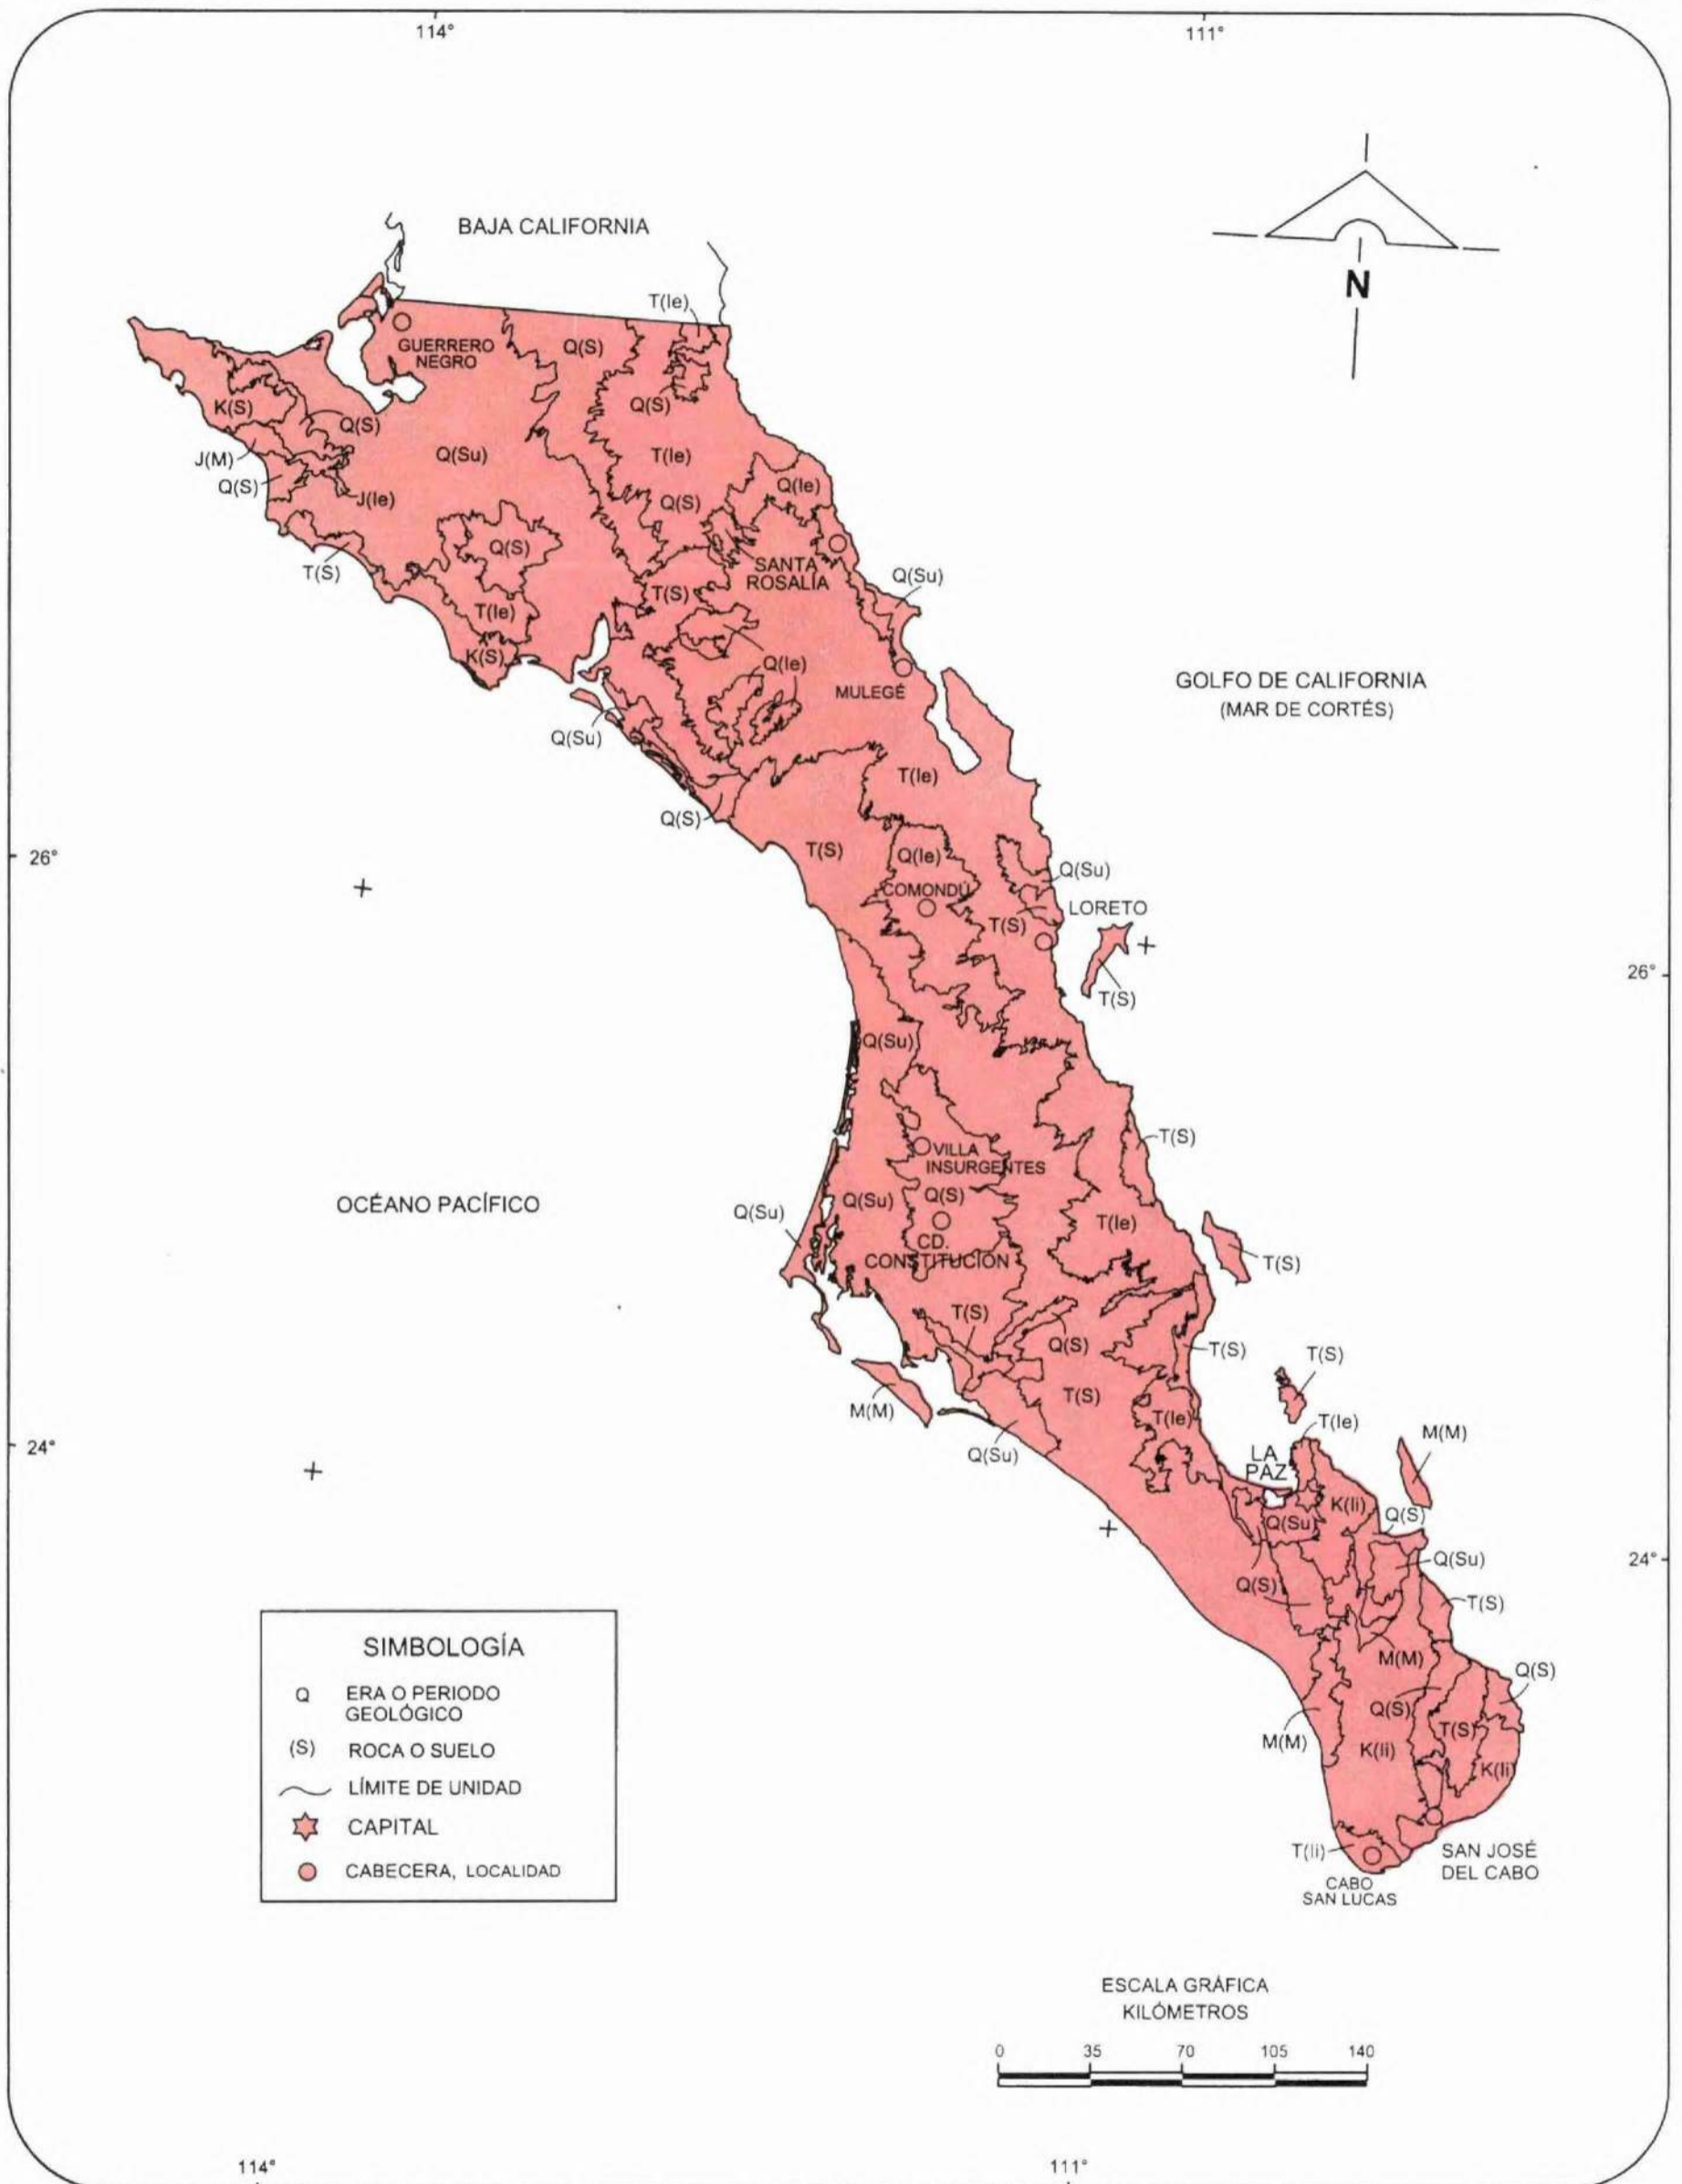 114°
111°
BAJA CALIFORNIA
N
T(Ie)
GUERRERO
NEGRO
Q(S)
K(S)
Q(S)
Q(S)
J(M)
Q(Su)
T(Ie)
Q(S)
J(Ie)
Q(Ie)
Q(S)
Q(S)
T(S)
SANTA
ROSALÍA
Q(Su)
T(S)
T(Ie)
K(S)
Q(Ie)
MULEGÉ
GOLFO DE CALIFORNIA
(MAR DE CORTÉS)
Q(Su)
T(Ie)
Q(S)
T(S)
26°
Q(Ie)
Q(Su)
COMONDÚ
LORETO
T(S)
26°
T(S)
Q(Su)
T(S)
VILLA
INSURGENTES
OCÉANO PACÍFICO
Q(Su)
Q(Su)
Q(S)
T(Ie)
CD.
CONSTITUCIÓN
T(S)
T(S)
Q(S)
T(S)
T(S)
M(M)
T(S)
T(Ie)
T(Ie)
M(M)
24°
Q(Su)
LA
PAZ
K(Ii)
Q(S)
Q(Su)
Q(Su)
24°
Q(S)
T(S)
M(M)
Q(S)
Q(S)
M(M)
T(S)
K(Ii)
K(Ii)
T(Ii)
SAN JOSÉ
DEL CABO
CABO
SAN LUCAS
SIMBOLOGÍA
Q ERA O PERIODO
GEOLÓGICO
(S) ROCA O SUELO
LÍMITE DE UNIDAD
CAPITAL
CABECERA, LOCALIDAD
ESCALA GRÁFICA
KILÓMETROS
0 35 70 105 140
114°
111°